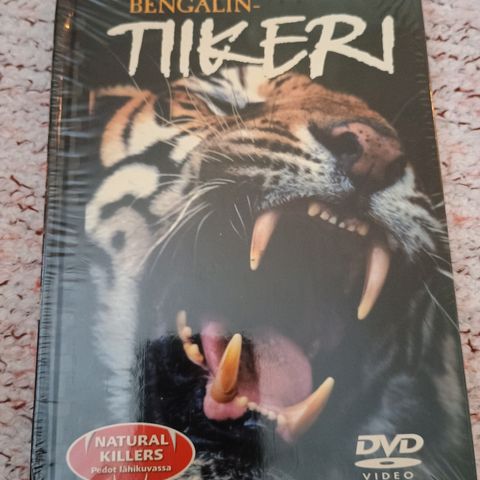 BENGALIN-
TIIKERI
NATURAL
KILLERS
Pedot lähikuvassa
DVD
VIDEO